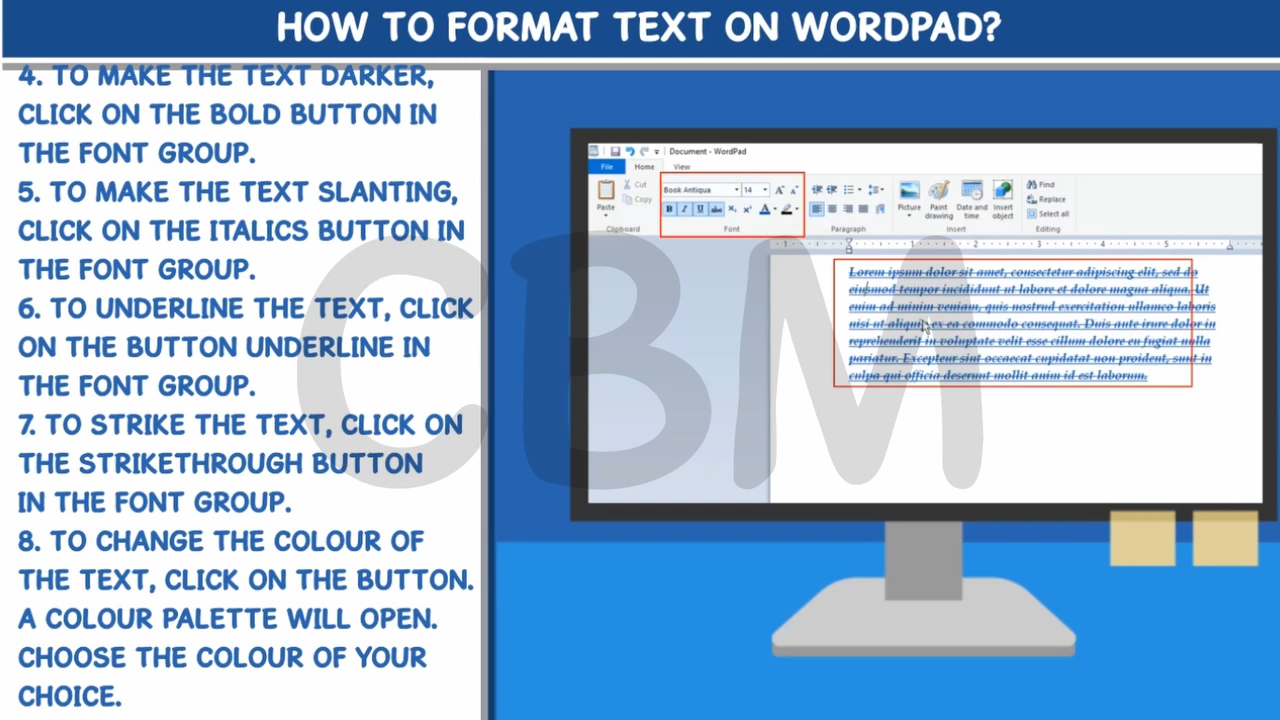 HOW TO FORMAT TEXT ON WORDPAD?
4. TO MAKE THE TEXT DARKER,
CLICK ON THE BOLD BUTTON IN
THE FONT GROUP.
5. TO MAKE THE TEXT SLANTING,
CLICK ON THE ITALICS BUTTON IN
THE FONT GROUP.
6. TO UNDERLINE THE TEXT, CLICK
ON THE BUTTON UNDERLINE IN
THE FONT GROUP.
7. TO STRIKE THE TEXT, CLICK ON
THE STRIKETHROUGH BUTTON
IN THE FONT GROUP.
8. TO CHANGE THE COLOUR OF
THE TEXT, CLICK ON THE BUTTON.
A COLOUR PALETTE WILL OPEN.
CHOOSE THE COLOUR OF YOUR
CHOICE.
Document - WordPad
File Home View
Paste
Cut
Copy
Clipboard
Book Antiqua 14 A A
B I U abc X₂ X² A
Font
Paragraph
Picture
Paint drawing
Date and time
Insert object
Insert
Find
Replace
Select all
Editing
1 1 2 3 4 5
Lorem ipsum dolor sit amet, consectetur adipiscing elit, sed do
eiusmod tempor incididunt ut labore et dolore magna aliqua. Ut
enim ad minim veniam, quis nostrud exercitation ullamco laboris
nisi ut aliquip ex ea commodo consequat. Duis aute irure dolor in
reprehenderit in voluptate velit esse cillum dolore eu fugiat nulla
pariatur. Excepteur sint occaecat cupidatat non proident, sunt in
culpa qui officia deserunt mollit anim id est laborum.
CBM